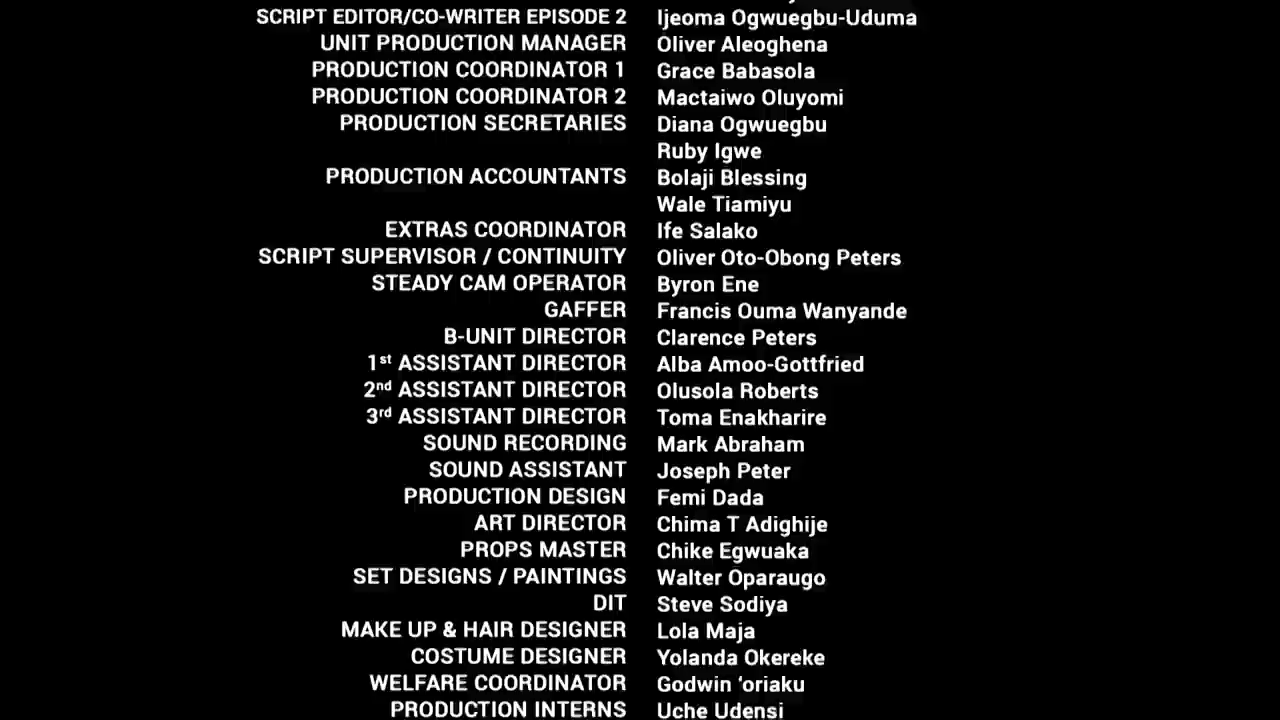 SCRIPT EDITOR/CO-WRITER EPISODE 2 Ijeoma Ogwuegbu-Uduma
UNIT PRODUCTION MANAGER Oliver Aleoghena
PRODUCTION COORDINATOR 1 Grace Babasola
PRODUCTION COORDINATOR 2 Mactaiwo Oluyomi
PRODUCTION SECRETARIES Diana Ogwuegbu
Ruby Igwe
PRODUCTION ACCOUNTANTS Bolaji Blessing
Wale Tiamiyu
EXTRAS COORDINATOR Ife Salako
SCRIPT SUPERVISOR / CONTINUITY Oliver Oto-Obong Peters
STEADY CAM OPERATOR Byron Ene
GAFFER Francis Ouma Wanyande
B-UNIT DIRECTOR Clarence Peters
1st ASSISTANT DIRECTOR Alba Amoo-Gottfried
2nd ASSISTANT DIRECTOR Olusola Roberts
3rd ASSISTANT DIRECTOR Toma Enakharire
SOUND RECORDING Mark Abraham
SOUND ASSISTANT Joseph Peter
PRODUCTION DESIGN Femi Dada
ART DIRECTOR Chima T Adighije
PROPS MASTER Chike Egwuaka
SET DESIGNS / PAINTINGS Walter Oparaugo
DIT Steve Sodiya
MAKE UP & HAIR DESIGNER Lola Maja
COSTUME DESIGNER Yolanda Okereke
WELFARE COORDINATOR Godwin ‘oriaku
PRODUCTION INTERNS Uche Udensi